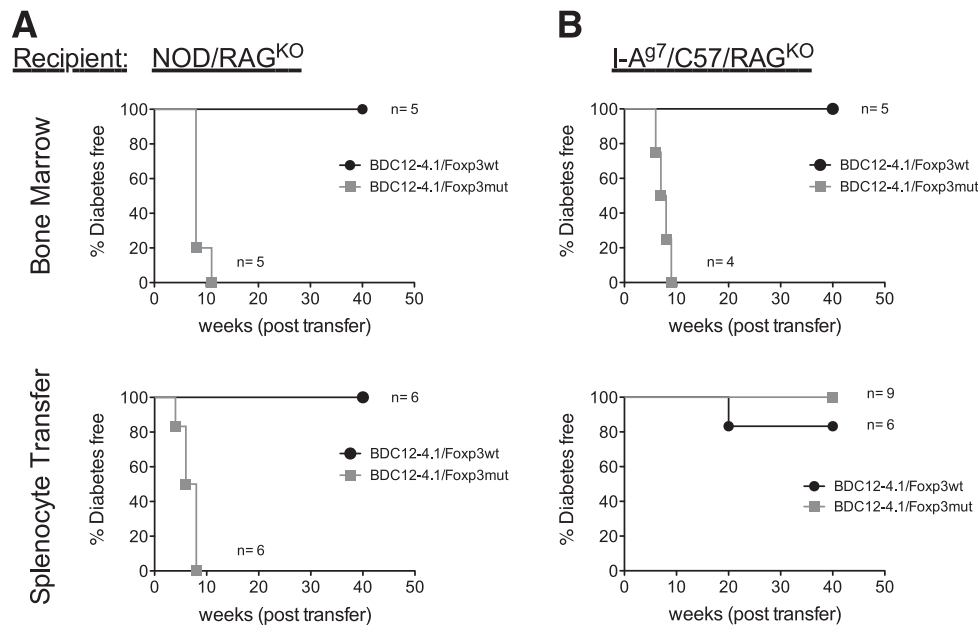 A
B
Recipient: NOD/RAGKO
I-Ag7/C57/RAGKO
Bone Marrow
% Diabetes free
100
80
60
40
20
0
n= 5
BDC12-4.1/Foxp3wt
BDC12-4.1/Foxp3mut
n= 5
0 10 20 30 40 50
weeks (post transfer)
% Diabetes free
100
80
60
40
20
0
n= 5
BDC12-4.1/Foxp3wt
BDC12-4.1/Foxp3mut
n= 4
0 10 20 30 40 50
weeks (post transfer)
Splenocyte Transfer
% Diabetes free
100
80
60
40
20
0
n= 6
BDC12-4.1/Foxp3wt
BDC12-4.1/Foxp3mut
n= 6
0 10 20 30 40 50
weeks (post transfer)
% Diabetes free
100
80
60
40
20
0
n= 9
n= 6
BDC12-4.1/Foxp3wt
BDC12-4.1/Foxp3mut
0 10 20 30 40 50
weeks (post transfer)